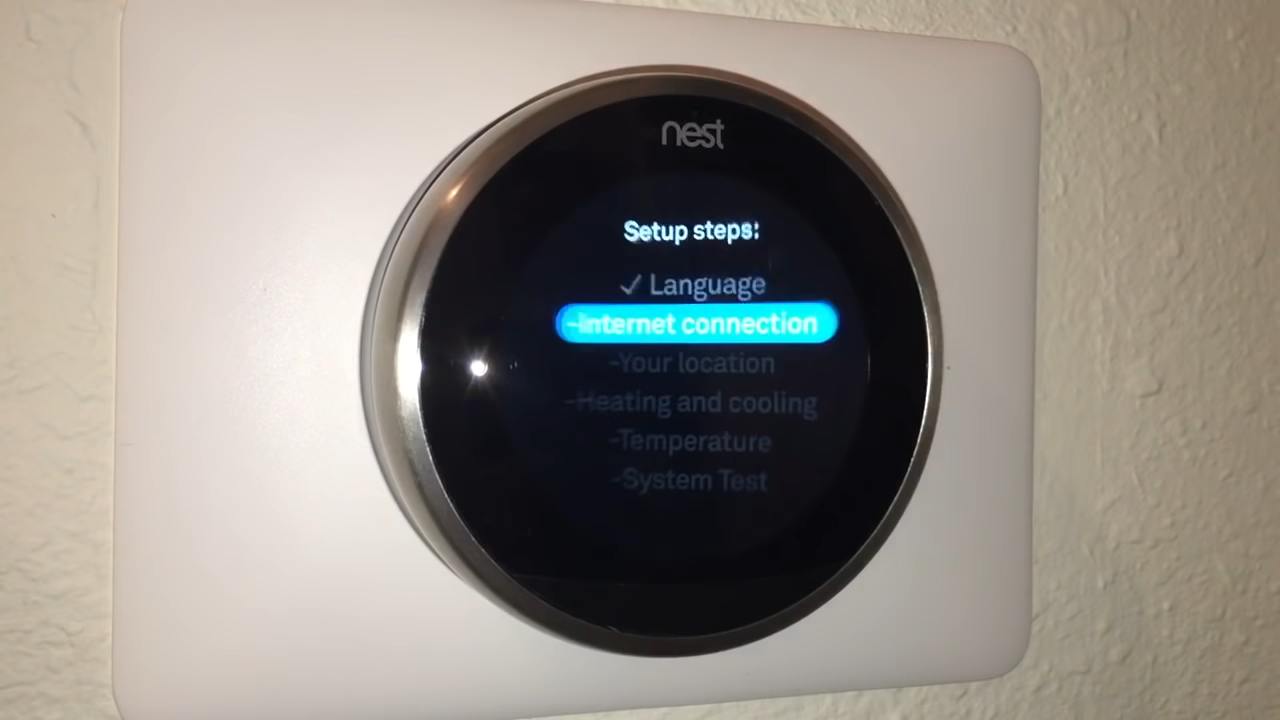 nest
Setup steps:
✓ Language
-Internet connection
-Your location
-Heating and cooling
-Temperature
-System Test